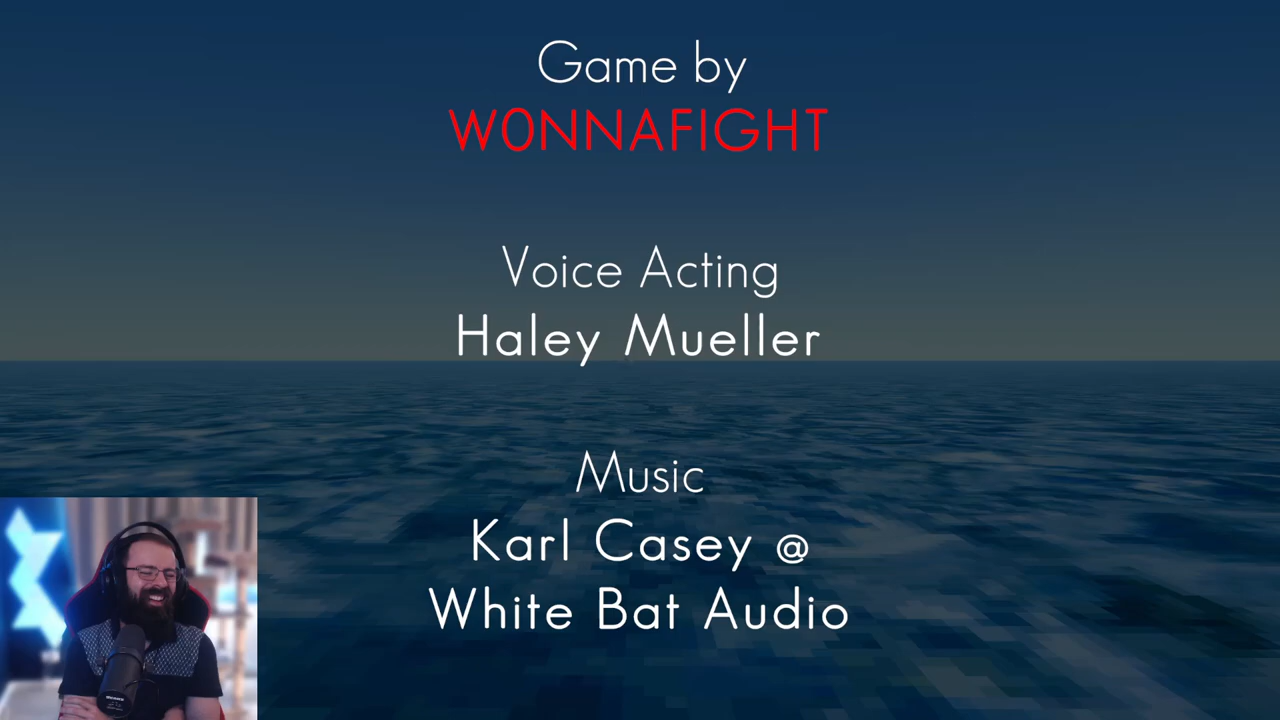 Game by
W0NNAFIGHT
Voice Acting
Haley Mueller
Music
Karl Casey @
White Bat Audio